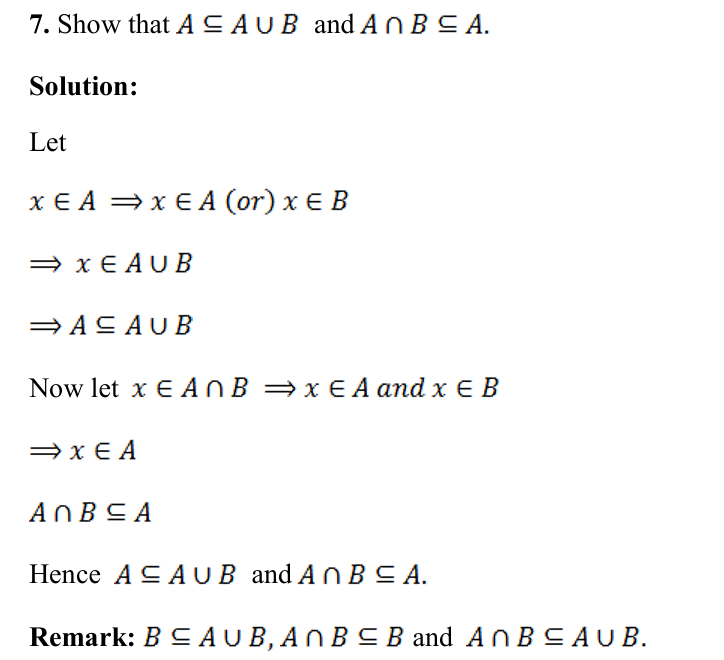 7. Show that A ⊆ A ∪ B and A ∩ B ⊆ A.
Solution:
Let
x ∈ A ⟹ x ∈ A (or) x ∈ B
⟹ x ∈ A ∪ B
⟹ A ⊆ A ∪ B
Now let x ∈ A ∩ B ⟹ x ∈ A and x ∈ B
⟹ x ∈ A
A ∩ B ⊆ A
Hence A ⊆ A ∪ B and A ∩ B ⊆ A.
Remark: B ⊆ A ∪ B, A ∩ B ⊆ B and A ∩ B ⊆ A ∪ B.